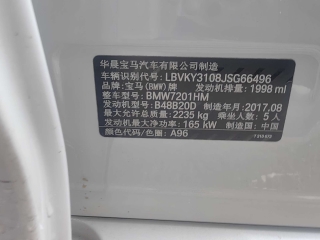 华晨宝马汽车有限公司制造
车辆识别代号: LBVKY3108JSG66496
品牌: 宝马(BMW)牌 发动机排量: 1998 ml
整车型号: BMW7201HM
发动机型号: B48B20D 制造年月: 2017.08
最大允许总质量: 2235 kg 乘坐人数: 5 人
发动机最大净功率: 165 kW 制造国: 中国
颜色代码/色画: A96